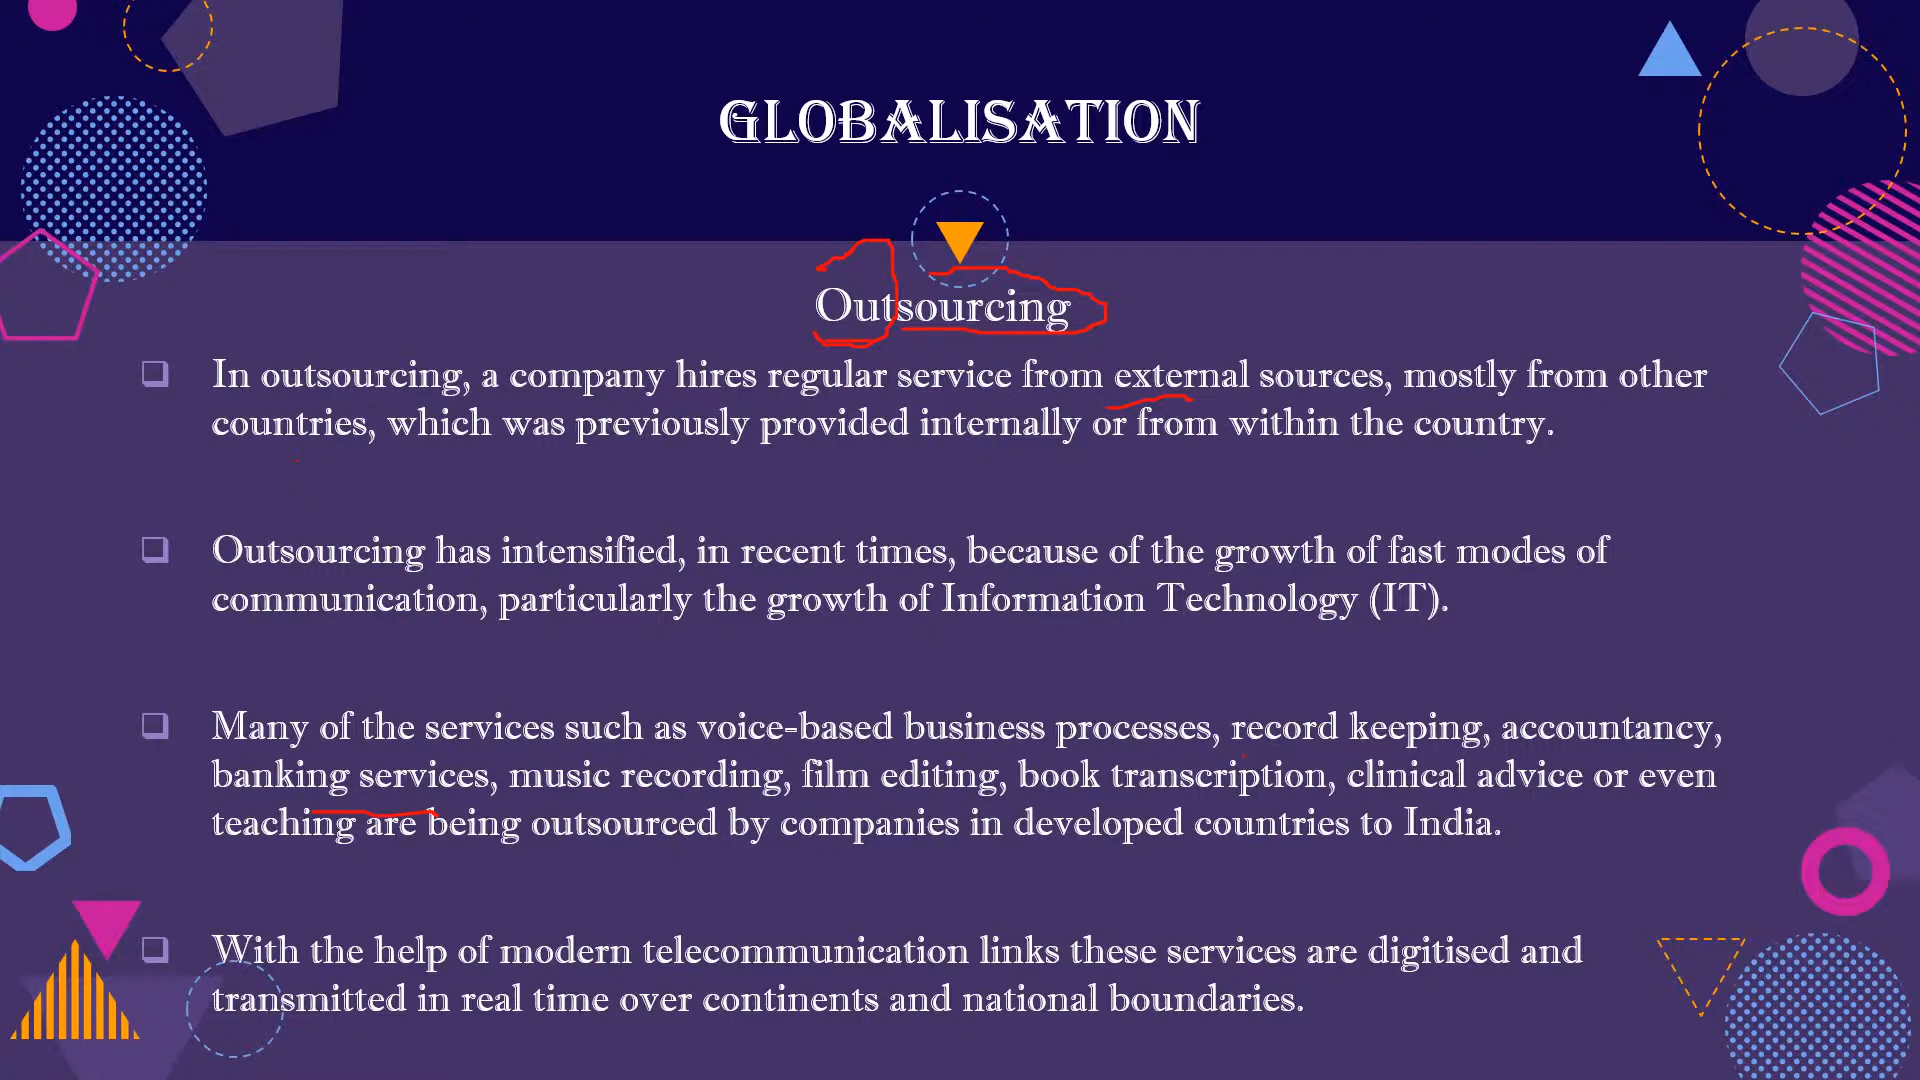 GLOBALISATION
Outsourcing
In outsourcing, a company hires regular service from external sources, mostly from other
countries, which was previously provided internally or from within the country.
Outsourcing has intensified, in recent times, because of the growth of fast modes of
communication, particularly the growth of Information Technology (IT).
Many of the services such as voice-based business processes, record keeping, accountancy,
banking services, music recording, film editing, book transcription, clinical advice or even
teaching are being outsourced by companies in developed countries to India.
With the help of modern telecommunication links these services are digitised and
transmitted in real time over continents and national boundaries.